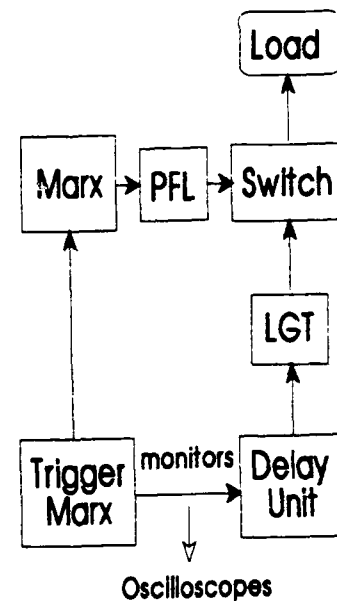 Load
Marx
PFL
Switch
LGT
Trigger
Marx
monitors
Delay
Unit
Oscilloscopes